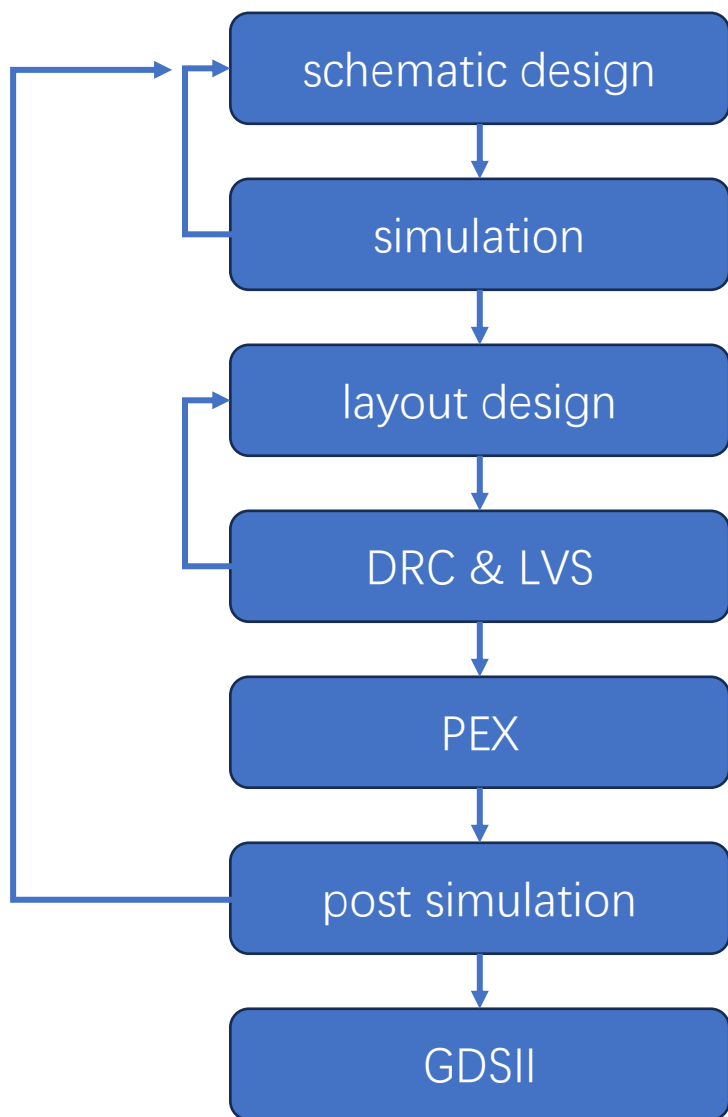 schematic design
simulation
layout design
DRC & LVS
PEX
post simulation
GDSII